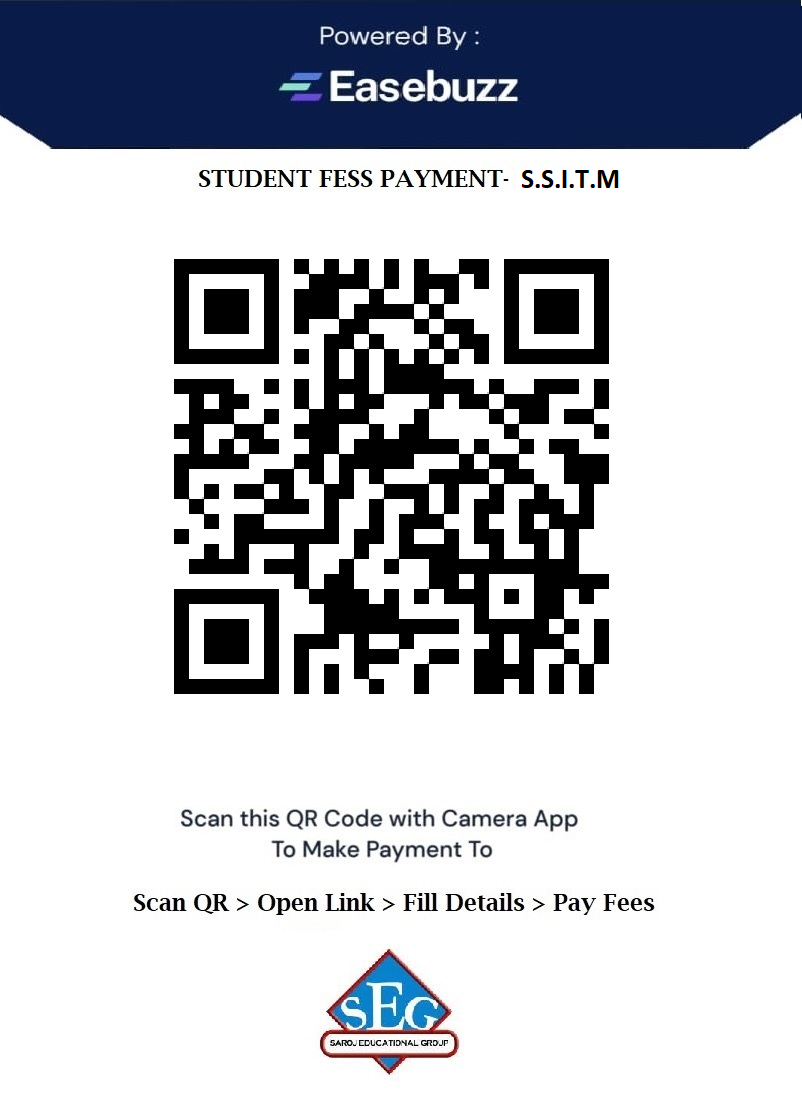 Powered By :
Easebuzz
STUDENT FESS PAYMENT- S.S.I.T.M
Scan this QR Code with Camera App
To Make Payment To
Scan QR > Open Link > Fill Details > Pay Fees
SEG
SAROJ EDUCATIONAL GROUP